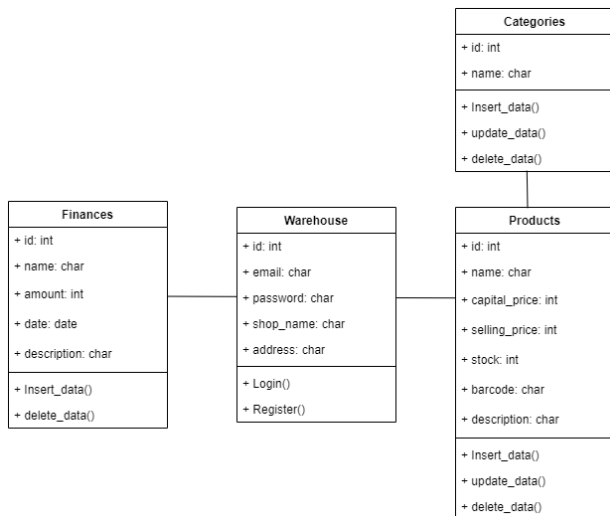 Categories
+ id: int
+ name: char
+ Insert_data()
+ update_data()
+ delete_data()
Finances
+ id: int
+ name: char
+ amount: int
+ date: date
+ description: char
+ Insert_data()
+ delete_data()
Warehouse
+ id: int
+ email: char
+ password: char
+ shop_name: char
+ address: char
+ Login()
+ Register()
Products
+ id: int
+ name: char
+ capital_price: int
+ selling_price: int
+ stock: int
+ barcode: char
+ description: char
+ Insert_data()
+ update_data()
+ delete_data()